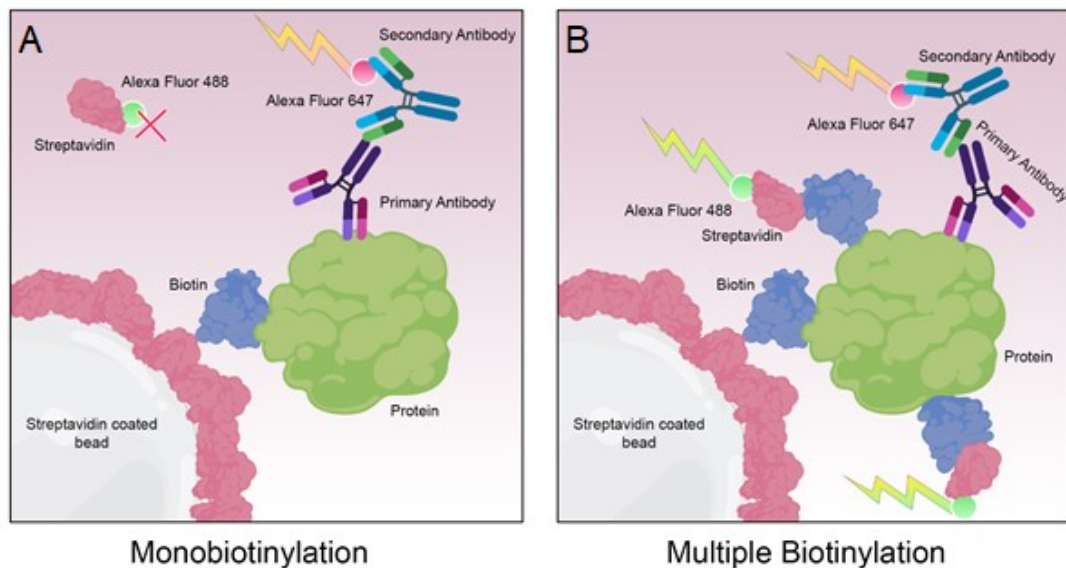 A
Secondary Antibody
Alexa Fluor 488
Alexa Fluor 647
Streptavidin
Primary Antibody
Biotin
Protein
Streptavidin coated
bead
Monobiotinylation
B
Secondary Antibody
Alexa Fluor 647
Primary Antibody
Alexa Fluor 488
Streptavidin
Biotin
Protein
Streptavidin coated
bead
Multiple Biotinylation